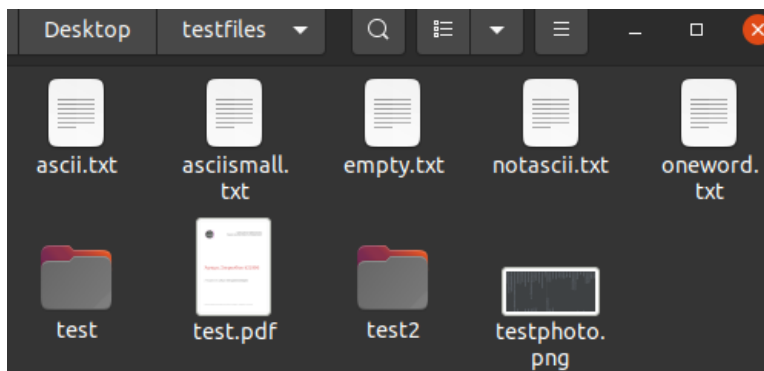 Desktop testfiles
ascii.txt asciismall. empty.txt notascii.txt oneword.
txt txt
test test.pdf test2 testphoto.
png